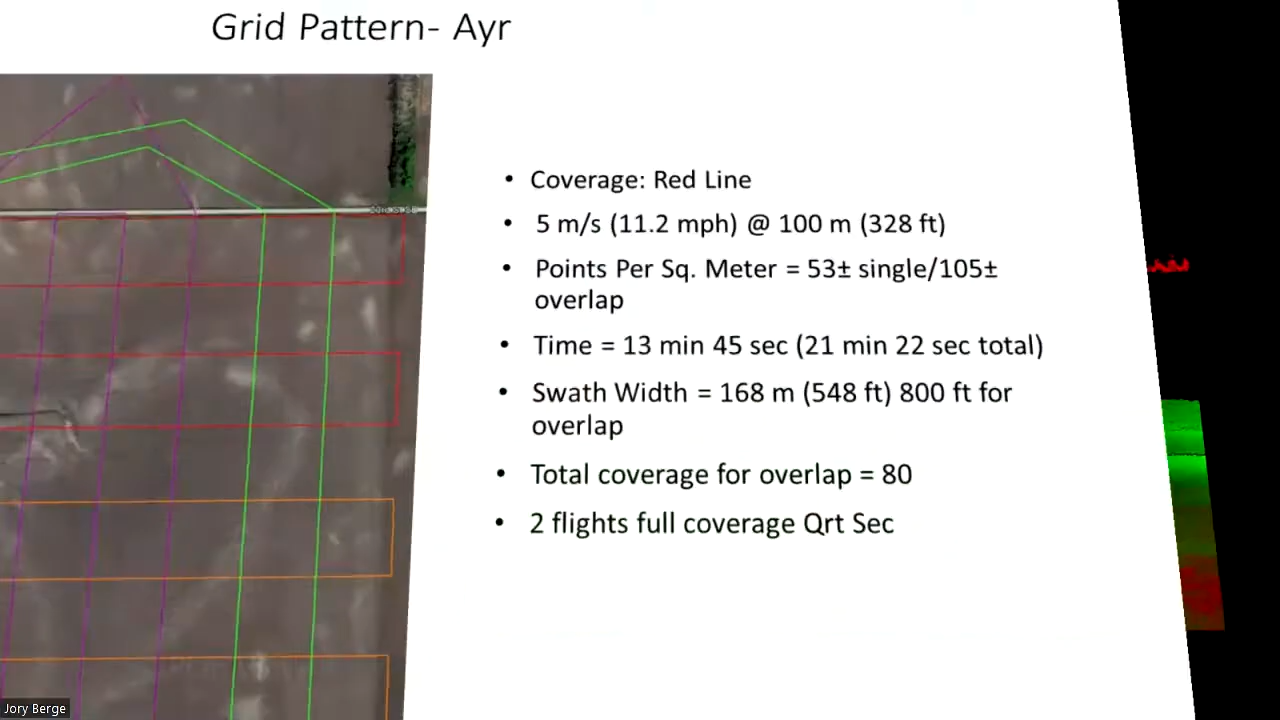 Grid Pattern- Ayr
• Coverage: Red Line
• 5 m/s (11.2 mph) @ 100 m (328 ft)
• Points Per Sq. Meter = 53± single/105±
overlap
• Time = 13 min 45 sec (21 min 22 sec total)
• Swath Width = 168 m (548 ft) 800 ft for
overlap
• Total coverage for overlap = 80
• 2 flights full coverage Qrt Sec
Jory Berge